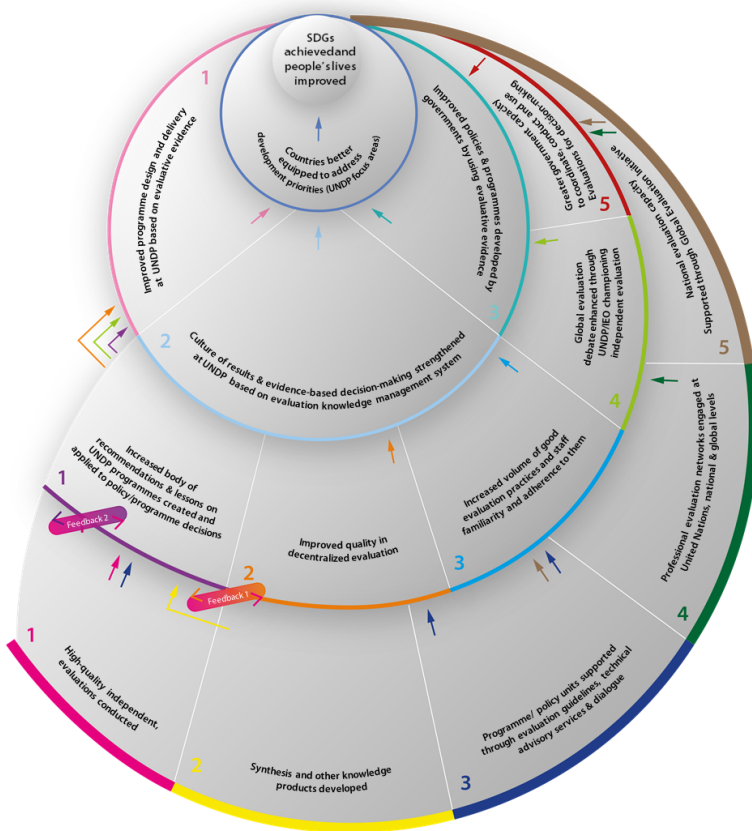 SDGs
achieved and
people's lives
improved
Countries better
equipped to address
development priorities (UNDP focus areas)
1
Improved programme design and delivery
at UNDP based on evaluative evidence
2
Culture of results & evidence-based decision-making strengthened
at UNDP based on evaluation knowledge management system
3
Improved policies & programmes developed by
governments by using evaluative evidence
1
Increased body of
recommendations & lessons on
UNDP programmes created and
applied to policy/programme decisions
Feedback 2
2
Improved quality in
decentralized evaluation
Feedback 1
3
Increased volume of good
evaluation practices and staff
familiarity and adherence to them
4
Global evaluation
debate enhanced through
UNDP/IEO championing
independent evaluation
5
Greater government capacity
to coordinate, conduct and use
Evaluations for decision-making
1
High-quality independent,
evaluations conducted
2
Synthesis and other knowledge
products developed
3
Programme/ policy units supported
through evaluation guidelines, technical
advisory services & dialogue
4
Professional evaluation networks engaged at
United Nations, national & global levels
5
National evaluation capacity
Supported through Global Evaluation Initiative